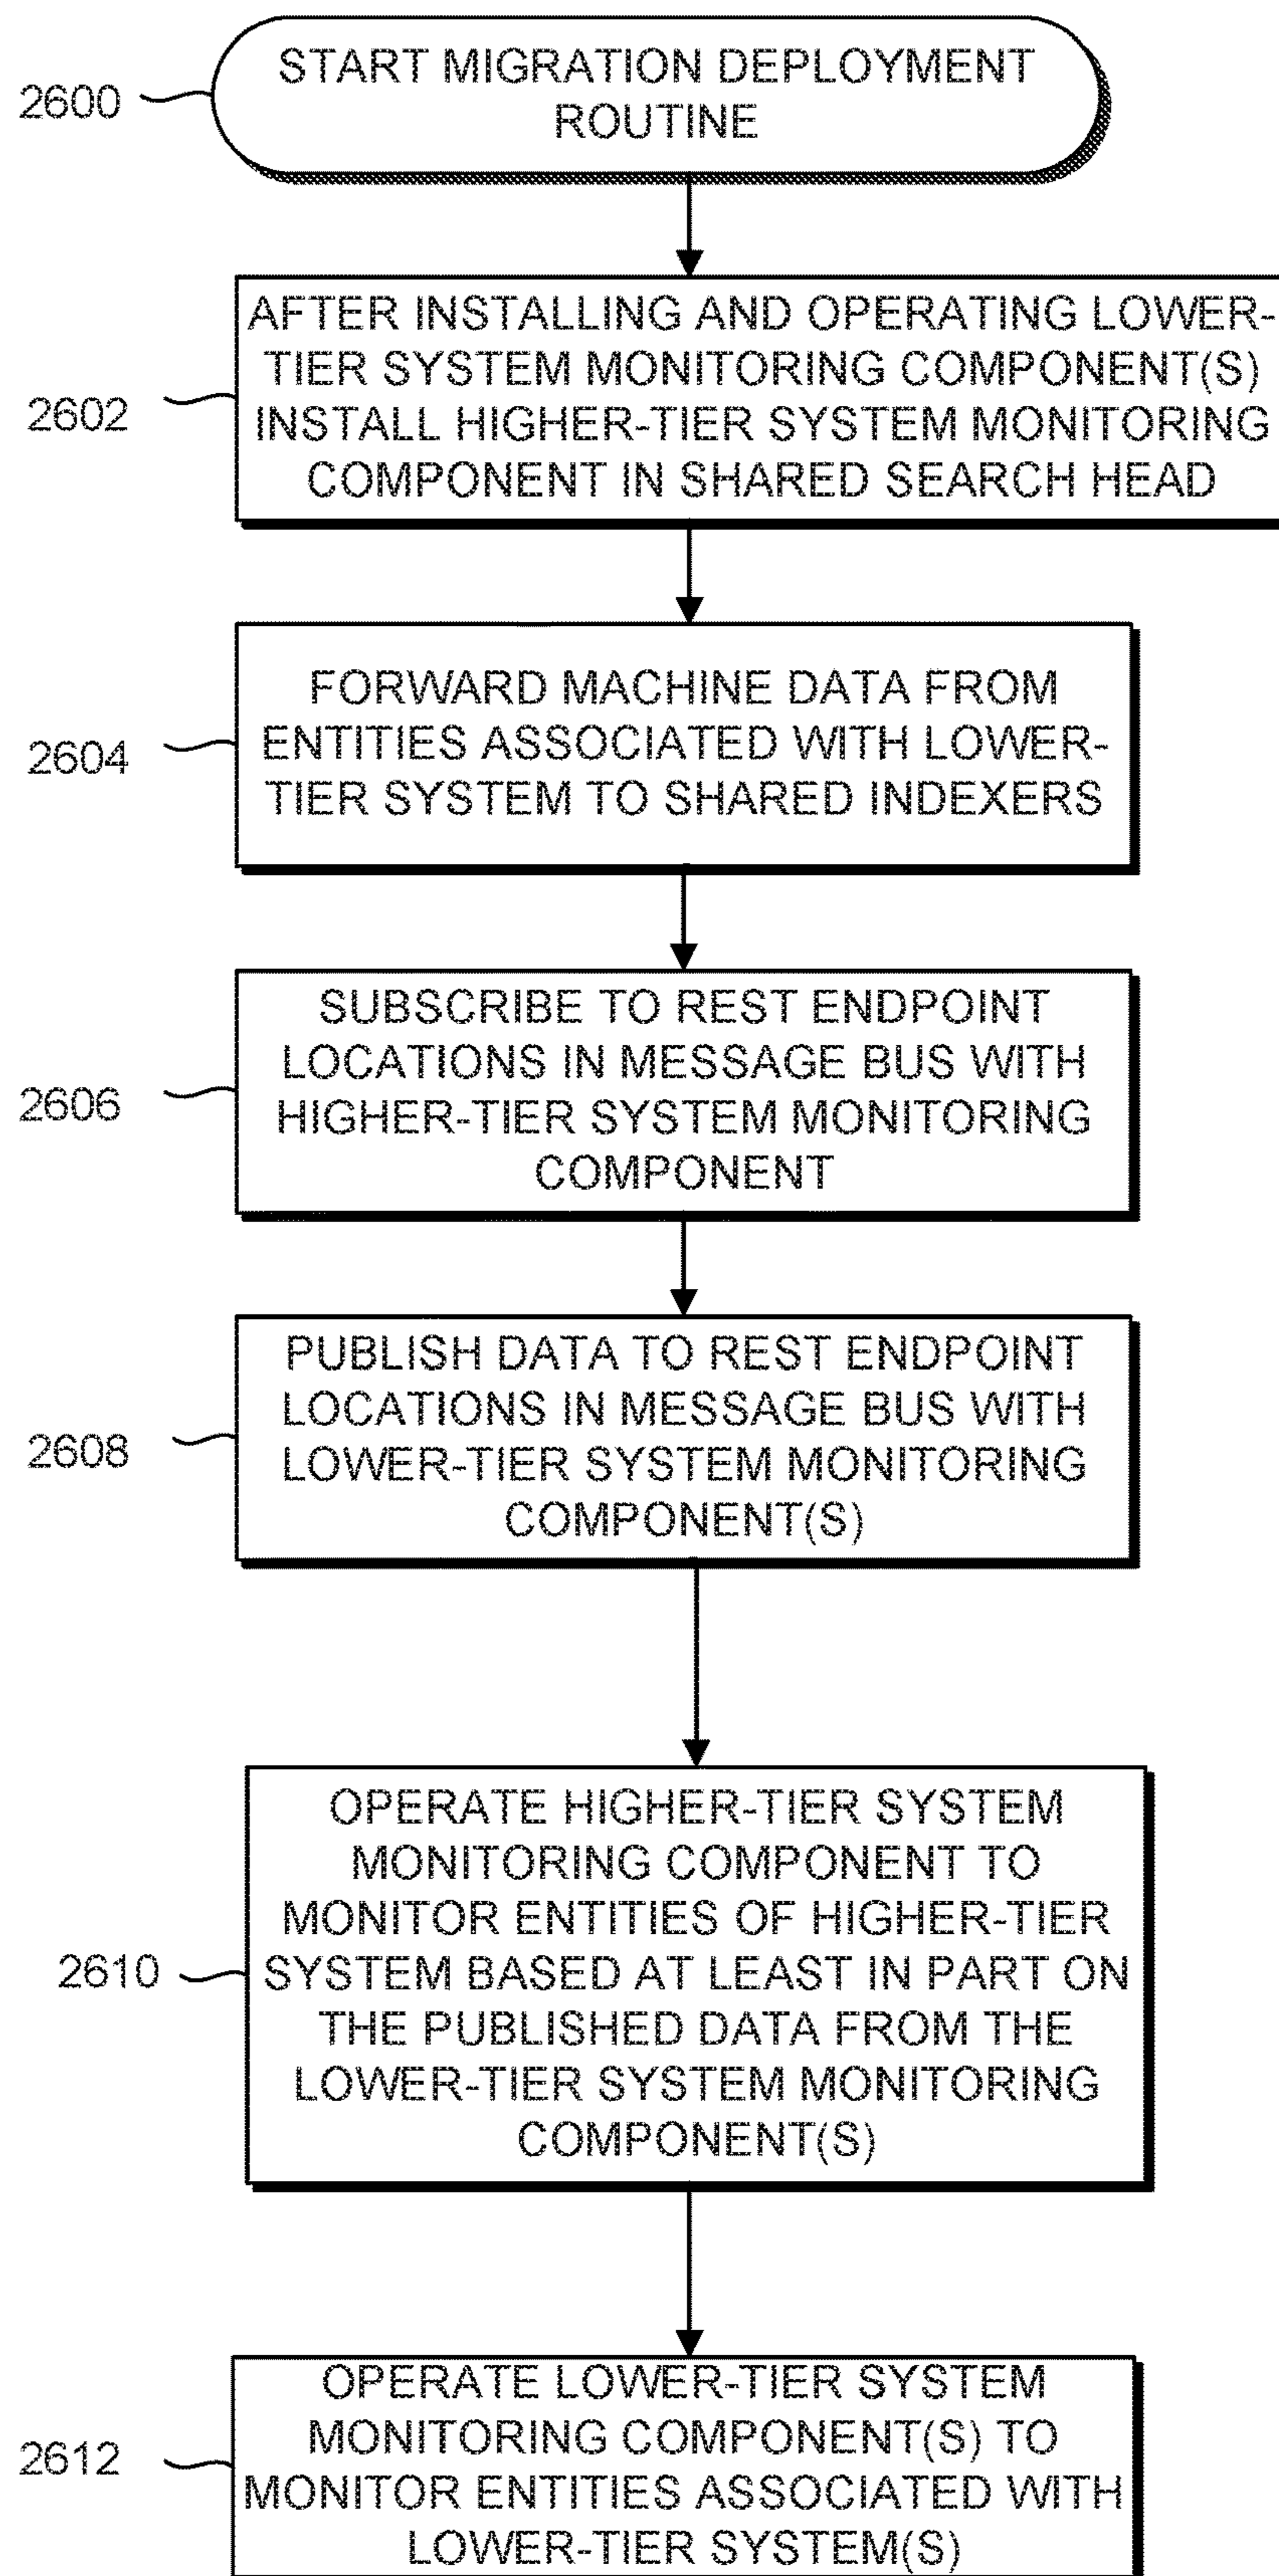 START MIGRATION DEPLOYMENT
ROUTINE
2600
AFTER INSTALLING AND OPERATING LOWER-
TIER SYSTEM MONITORING COMPONENT(S)
INSTALL HIGHER-TIER SYSTEM MONITORING
COMPONENT IN SHARED SEARCH HEAD
2602
FORWARD MACHINE DATA FROM
ENTITIES ASSOCIATED WITH LOWER-
TIER SYSTEM TO SHARED INDEXERS
2604
SUBSCRIBE TO REST ENDPOINT
LOCATIONS IN MESSAGE BUS WITH
HIGHER-TIER SYSTEM MONITORING
COMPONENT
2606
PUBLISH DATA TO REST ENDPOINT
LOCATIONS IN MESSAGE BUS WITH
LOWER-TIER SYSTEM MONITORING
COMPONENT(S)
2608
OPERATE HIGHER-TIER SYSTEM
MONITORING COMPONENT TO
MONITOR ENTITIES OF HIGHER-TIER
SYSTEM BASED AT LEAST IN PART ON
THE PUBLISHED DATA FROM THE
LOWER-TIER SYSTEM MONITORING
COMPONENT(S)
2610
OPERATE LOWER-TIER SYSTEM
MONITORING COMPONENT(S) TO
MONITOR ENTITIES ASSOCIATED WITH
LOWER-TIER SYSTEM(S)
2612